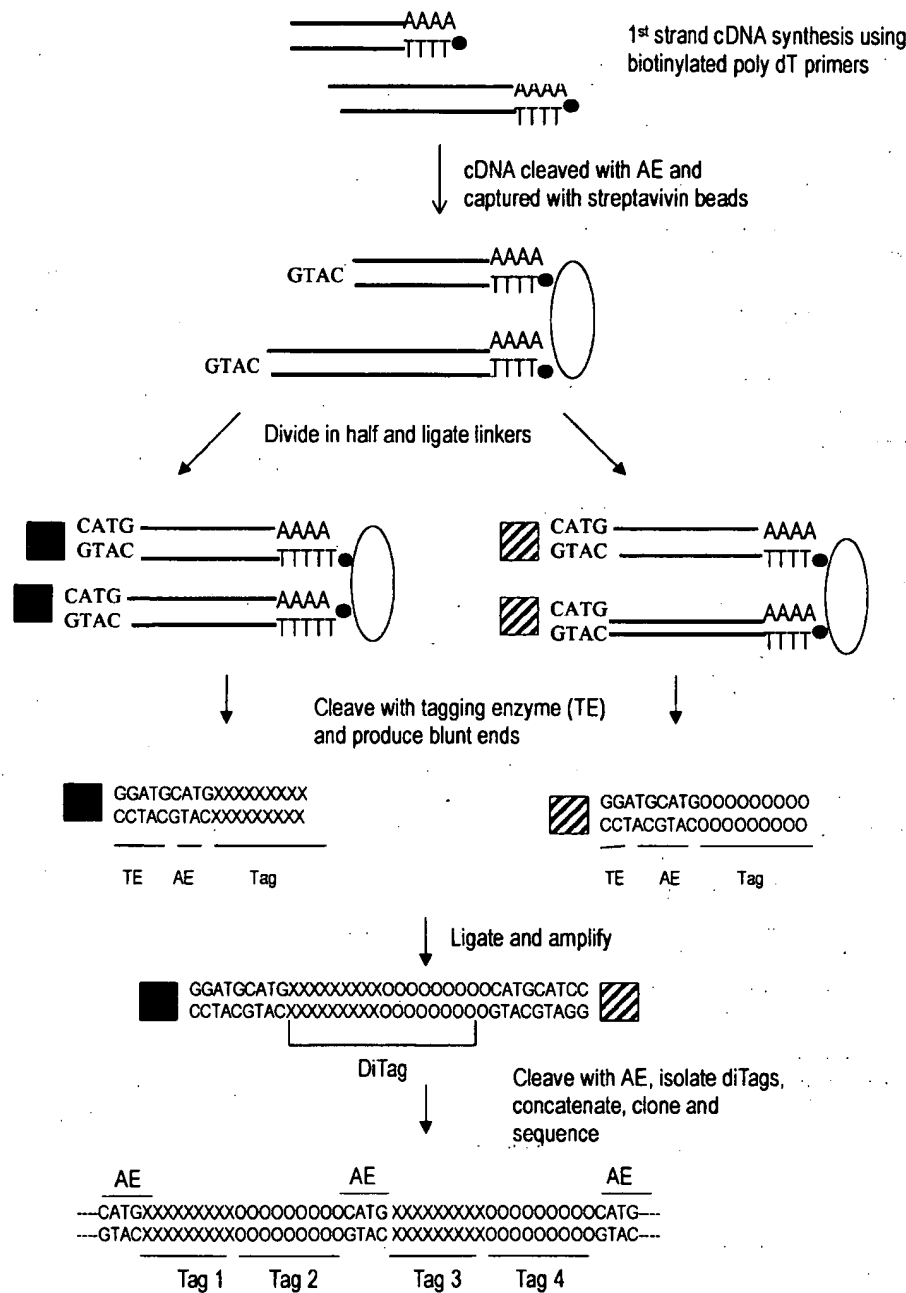 AAAA
TTTT
1st strand cDNA synthesis using
biotinylated poly dT primers
AAAA
TTTT
cDNA cleaved with AE and
captured with streptavivin beads
AAAA
GTAC
TTTT
AAAA
GTAC
TTTT
Divide in half and ligate linkers
CATG AAAA
GTAC TTTTT
CATG AAAA
GTAC TTTTT
CATG AAAA
GTAC TTTT
CATG AAAA
GTAC TTTT
Cleave with tagging enzyme (TE)
and produce blunt ends
GGATGCATGXXXXXXXXX
CCTACGTACXXXXXXXXX
TE AE Tag
GGATGCATGOOOOOOOOO
CCTACGTACOOOOOOOOO
TE AE Tag
Ligate and amplify
GGATGCATGXXXXXXXXXOOOOOOOOOCATGCATCC
CCTACGTACXXXXXXXXXOOOOOOOOOGTACGTAGG
DiTag
Cleave with AE, isolate diTags,
concatenate, clone and
sequence
AE AE AE
----CATGXXXXXXXXXOOOOOOOOOCATG XXXXXXXXXOOOOOOOOOCATG----
----GTACXXXXXXXXXOOOOOOOOOGTAC XXXXXXXXXOOOOOOOOOGTAC----
Tag 1 Tag 2 Tag 3 Tag 4